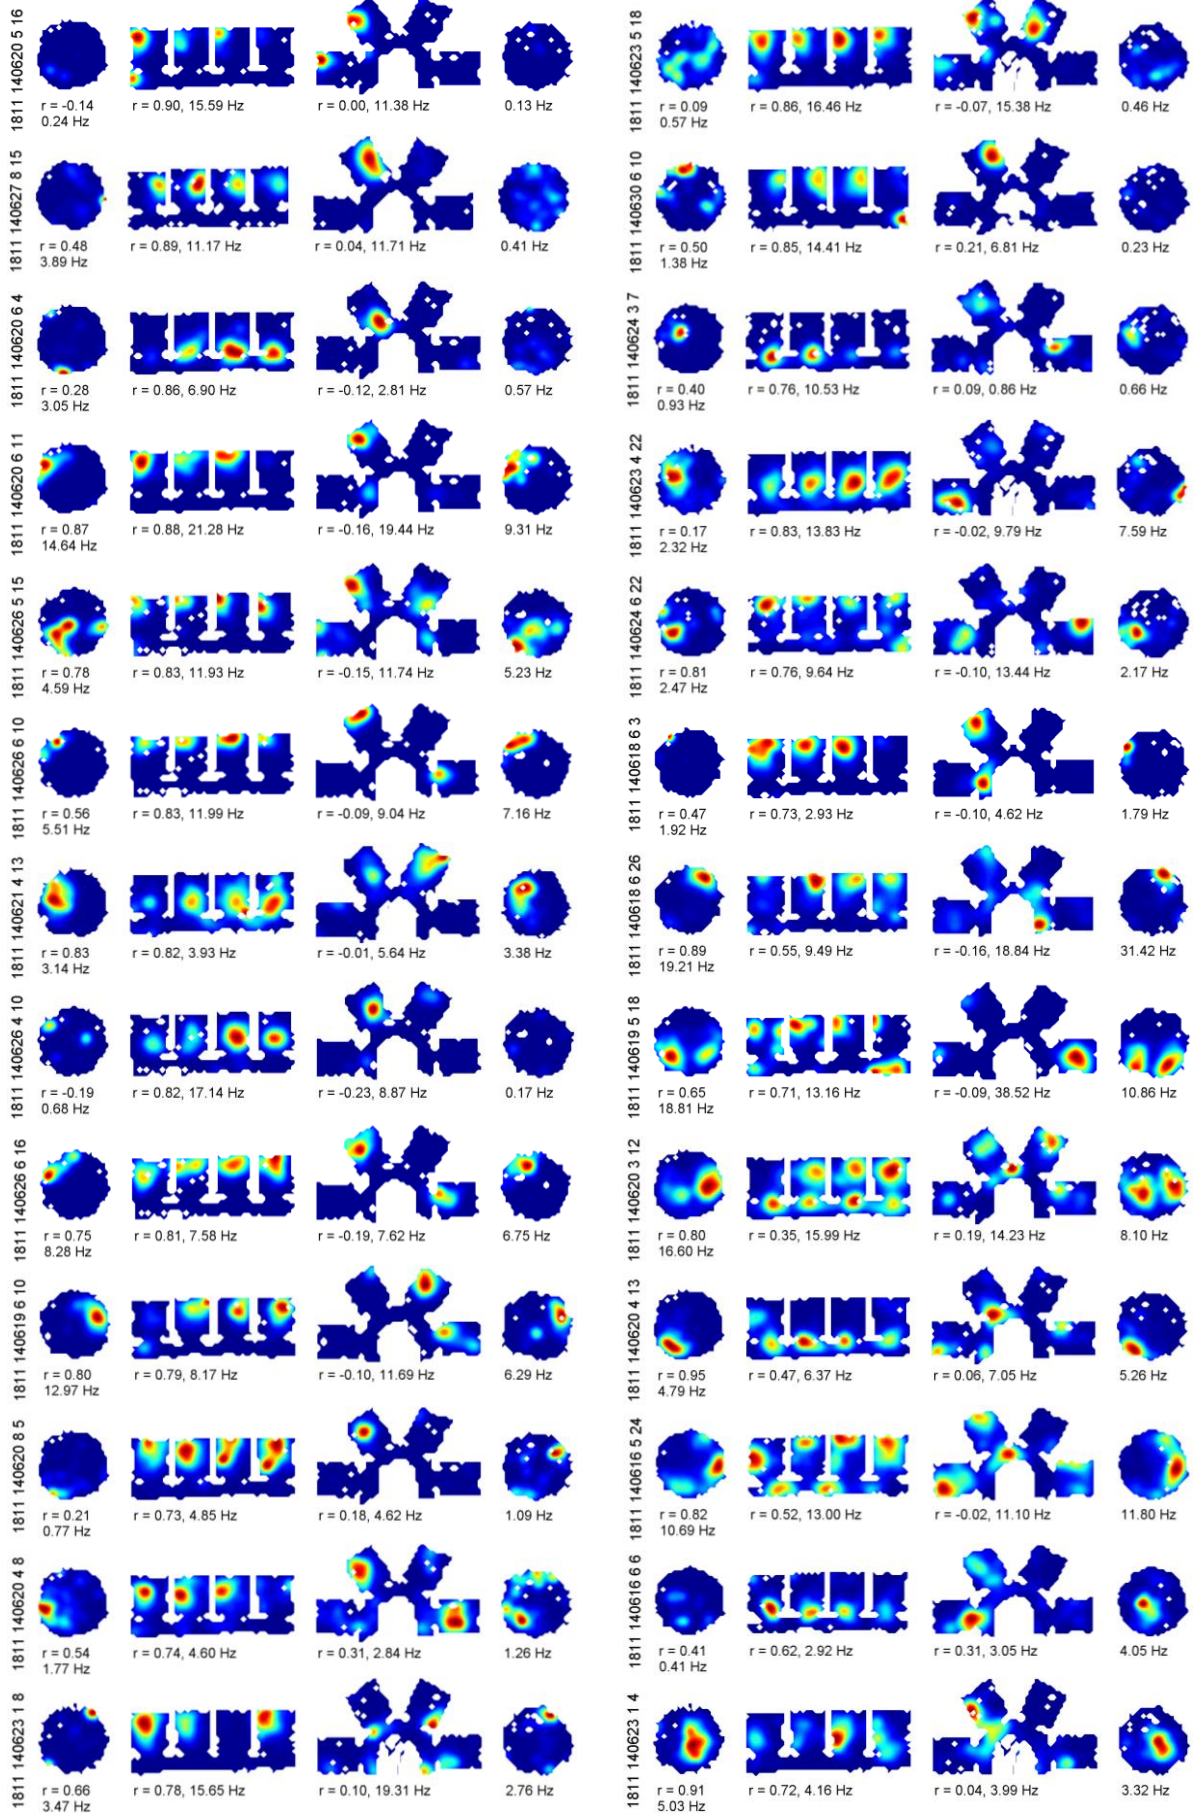 1811 140620 5 16
r = -0.14
0.24 Hz
r = 0.90, 15.59 Hz
r = 0.00, 11.38 Hz
0.13 Hz
1811 140623 5 18
r = 0.09
0.57 Hz
r = 0.86, 16.46 Hz
r = -0.07, 15.38 Hz
0.46 Hz
1811 140627 8 15
r = 0.48
3.89 Hz
r = 0.89, 11.17 Hz
r = 0.04, 11.71 Hz
0.41 Hz
1811 140630 6 10
r = 0.50
1.38 Hz
r = 0.85, 14.41 Hz
r = 0.21, 6.81 Hz
0.23 Hz
1811 140620 6 4
r = 0.28
3.05 Hz
r = 0.86, 6.90 Hz
r = -0.12, 2.81 Hz
0.57 Hz
1811 140624 3 7
r = 0.40
0.93 Hz
r = 0.76, 10.53 Hz
r = 0.09, 0.86 Hz
0.66 Hz
1811 140620 6 11
r = 0.87
14.64 Hz
r = 0.88, 21.28 Hz
r = -0.16, 19.44 Hz
9.31 Hz
1811 140623 4 22
r = 0.17
2.32 Hz
r = 0.83, 13.83 Hz
r = -0.02, 9.79 Hz
7.59 Hz
1811 140626 5 15
r = 0.78
4.59 Hz
r = 0.83, 11.93 Hz
r = -0.15, 11.74 Hz
5.23 Hz
1811 140624 6 22
r = 0.81
2.47 Hz
r = 0.76, 9.64 Hz
r = -0.10, 13.44 Hz
2.17 Hz
1811 140626 6 10
r = 0.56
5.51 Hz
r = 0.83, 11.99 Hz
r = -0.09, 9.04 Hz
7.16 Hz
1811 140618 6 3
r = 0.47
1.92 Hz
r = 0.73, 2.93 Hz
r = -0.10, 4.62 Hz
1.79 Hz
1811 140621 4 13
r = 0.83
3.14 Hz
r = 0.82, 3.93 Hz
r = -0.01, 5.64 Hz
3.38 Hz
1811 140618 6 26
r = 0.89
19.21 Hz
r = 0.55, 9.49 Hz
r = -0.16, 18.84 Hz
31.42 Hz
1811 140626 4 10
r = -0.19
0.68 Hz
r = 0.82, 17.14 Hz
r = -0.23, 8.87 Hz
0.17 Hz
1811 140619 5 18
r = 0.65
18.81 Hz
r = 0.71, 13.16 Hz
r = -0.09, 38.52 Hz
10.86 Hz
1811 140626 6 16
r = 0.75
8.28 Hz
r = 0.81, 7.58 Hz
r = -0.19, 7.62 Hz
6.75 Hz
1811 140620 3 12
r = 0.80
16.60 Hz
r = 0.35, 15.99 Hz
r = 0.19, 14.23 Hz
8.10 Hz
1811 140619 6 10
r = 0.80
12.97 Hz
r = 0.79, 8.17 Hz
r = -0.10, 11.69 Hz
6.29 Hz
1811 140620 4 13
r = 0.95
4.79 Hz
r = 0.47, 6.37 Hz
r = 0.06, 7.05 Hz
5.26 Hz
1811 140620 8 5
r = 0.21
0.77 Hz
r = 0.73, 4.85 Hz
r = 0.18, 4.62 Hz
1.09 Hz
1811 140616 5 24
r = 0.82
10.69 Hz
r = 0.52, 13.00 Hz
r = -0.02, 11.10 Hz
11.80 Hz
1811 140620 4 8
r = 0.54
1.77 Hz
r = 0.74, 4.60 Hz
r = 0.31, 2.84 Hz
1.26 Hz
1811 140616 6 6
r = 0.41
0.41 Hz
r = 0.62, 2.92 Hz
r = 0.31, 3.05 Hz
4.05 Hz
1811 140623 1 8
r = 0.66
3.47 Hz
r = 0.78, 15.65 Hz
r = 0.10, 19.31 Hz
2.76 Hz
1811 140623 1 4
r = 0.91
5.03 Hz
r = 0.72, 4.16 Hz
r = 0.04, 3.99 Hz
3.32 Hz